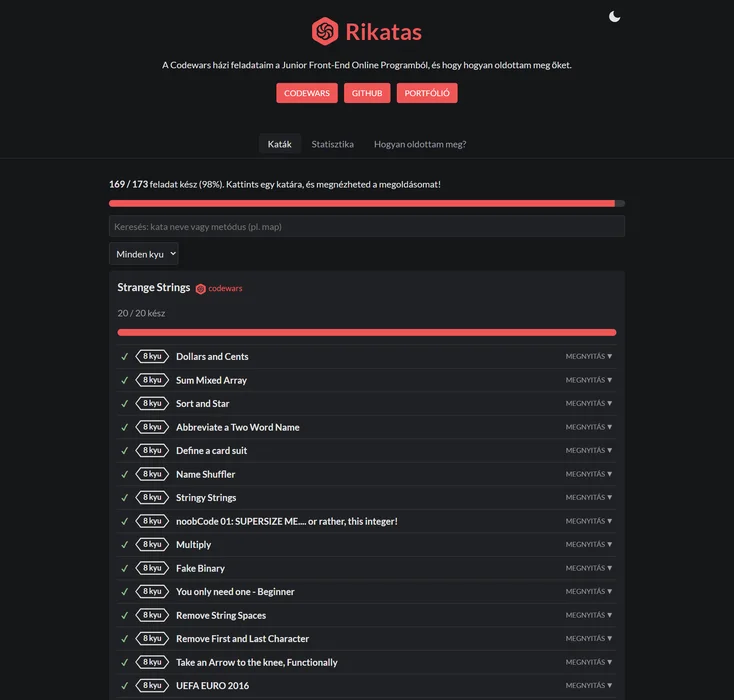 Rikatas
A Codewars házi feladataim a Junior Front-End Online Programból, és hogy hogyan oldottam meg őket.
CODEWARS GITHUB PORTFÓLIÓ
Katák Statisztika Hogyan oldottam meg?
169 / 173 feladat kész (98%). Kattints egy katára, és megnézheted a megoldásomat!
Keresés: kata neve vagy metódus (pl. map)
Minden kyu
Strange Strings codewars
20 / 20 kész
✓ 8 kyu Dollars and Cents MEGNYITÁS ▼
✓ 8 kyu Sum Mixed Array MEGNYITÁS ▼
✓ 8 kyu Sort and Star MEGNYITÁS ▼
✓ 8 kyu Abbreviate a Two Word Name MEGNYITÁS ▼
✓ 8 kyu Define a card suit MEGNYITÁS ▼
✓ 8 kyu Name Shuffler MEGNYITÁS ▼
✓ 8 kyu Stringy Strings MEGNYITÁS ▼
✓ 8 kyu noobCode 01: SUPERSIZE ME.... or rather, this integer! MEGNYITÁS ▼
✓ 8 kyu Multiply MEGNYITÁS ▼
✓ 8 kyu Fake Binary MEGNYITÁS ▼
✓ 8 kyu You only need one - Beginner MEGNYITÁS ▼
✓ 8 kyu Remove String Spaces MEGNYITÁS ▼
✓ 8 kyu Remove First and Last Character MEGNYITÁS ▼
✓ 8 kyu Take an Arrow to the knee, Functionally MEGNYITÁS ▼
✓ 8 kyu UEFA EURO 2016 MEGNYITÁS ▼